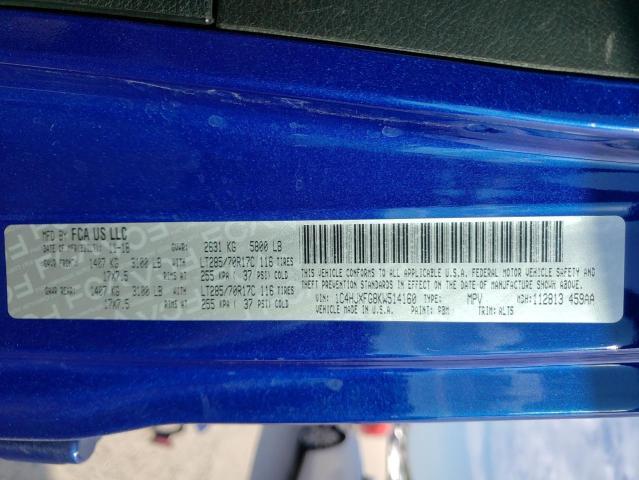 MFD BY FCA US LLC
DATE OF MFR 12-18 GVWR: 2631 KG 5800 LB
GAWR FRONT: 1407 KG 3100 LB WITH LT285/70R17C 116 TIRES
17X7.5 RIMS AT 255 KPA ( 37 PSI) COLD
GAWR REAR: 1407 KG 3100 LB WITH LT285/70R17C 116 TIRES
17X7.5 RIMS AT 255 KPA ( 37 PSI) COLD
THIS VEHICLE CONFORMS TO ALL APPLICABLE U.S.A. FEDERAL MOTOR VEHICLE SAFETY AND
THEFT PREVENTION STANDARDS IN EFFECT ON THE DATE OF MANUFACTURE SHOWN ABOVE.
VIN: 1C4HJXFG8KW514160 TYPE: MPV MDH: 112813 459AA
VEHICLE MADE IN U.S.A. PAINT: PBM TRIM: ALT5